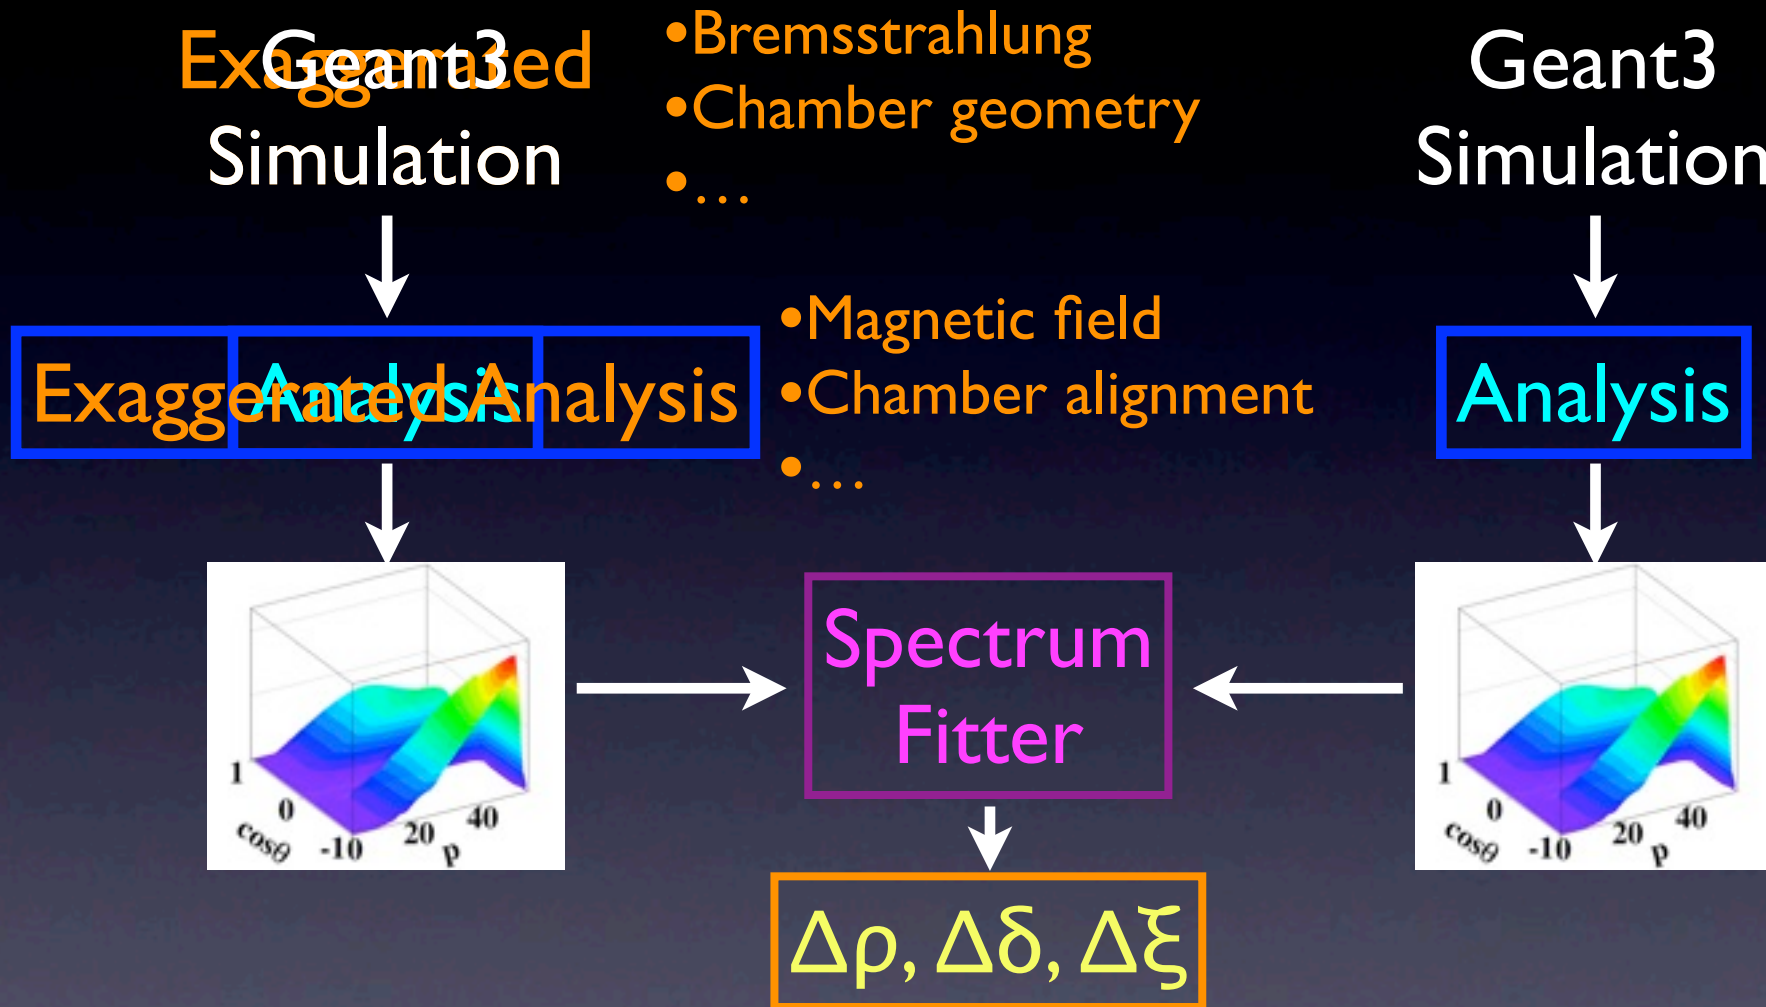 Exaggerated
Geant3
Simulation
•Bremsstrahlung
•Chamber geometry
•...
Geant3
Simulation
Exaggerated Analysis
Analysis
•Magnetic field
•Chamber alignment
•...
Analysis
Spectrum
Fitter
1
0
-10
20
40
cosθ
p
1
0
-10
20
40
cosθ
p
Δρ, Δδ, Δξ